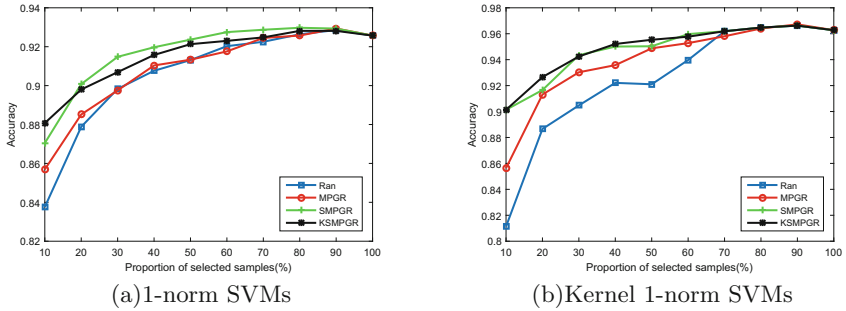 0.94
0.92
0.9
0.88
0.86
0.84
0.82
Accuracy
10 20 30 40 50 60 70 80 90 100
Proportion of selected samples(%)
Ran
MPGR
SMPGR
KSMPGR
(a)1-norm SVMs
0.98
0.96
0.94
0.92
0.9
0.88
0.86
0.84
0.82
0.8
Accuracy
10 20 30 40 50 60 70 80 90 100
Proportion of selected samples(%)
Ran
MPGR
SMPGR
KSMPGR
(b)Kernel 1-norm SVMs